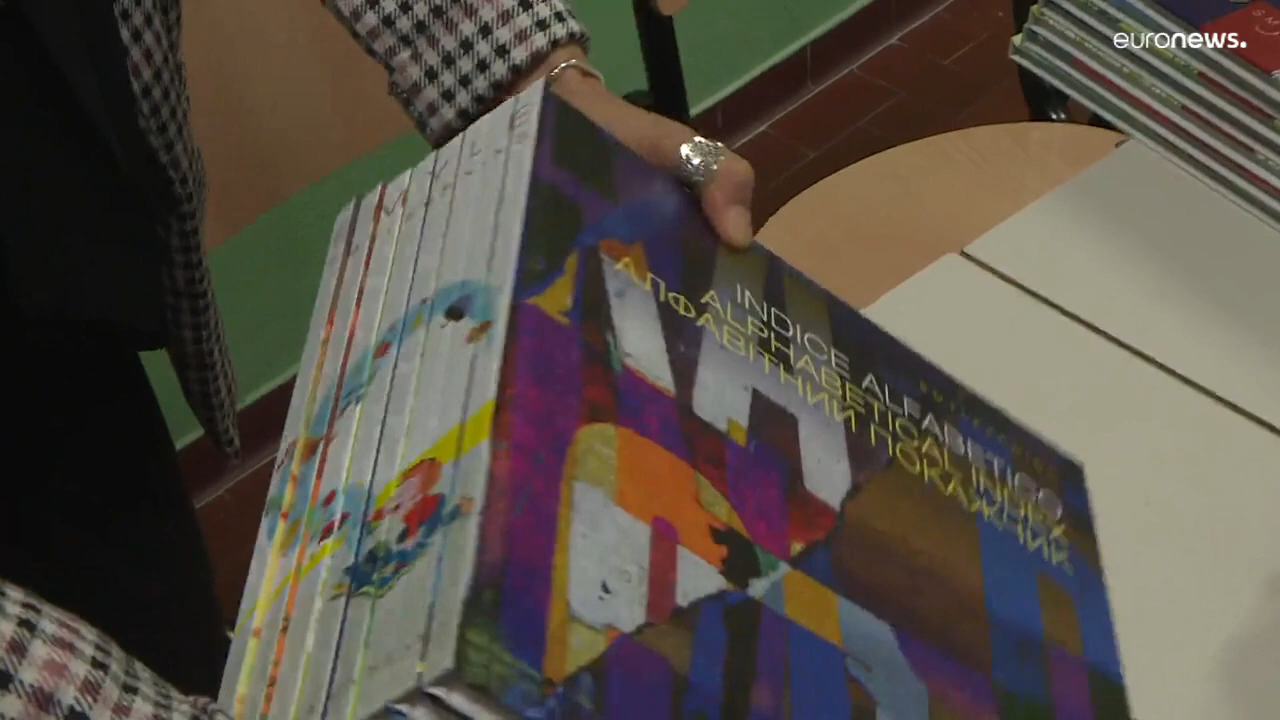 euronews.
INDICE ALFABETICO
ALPHABETICAL INDEX
АЛФАВІТНИЙ ПОКАЖЧИК